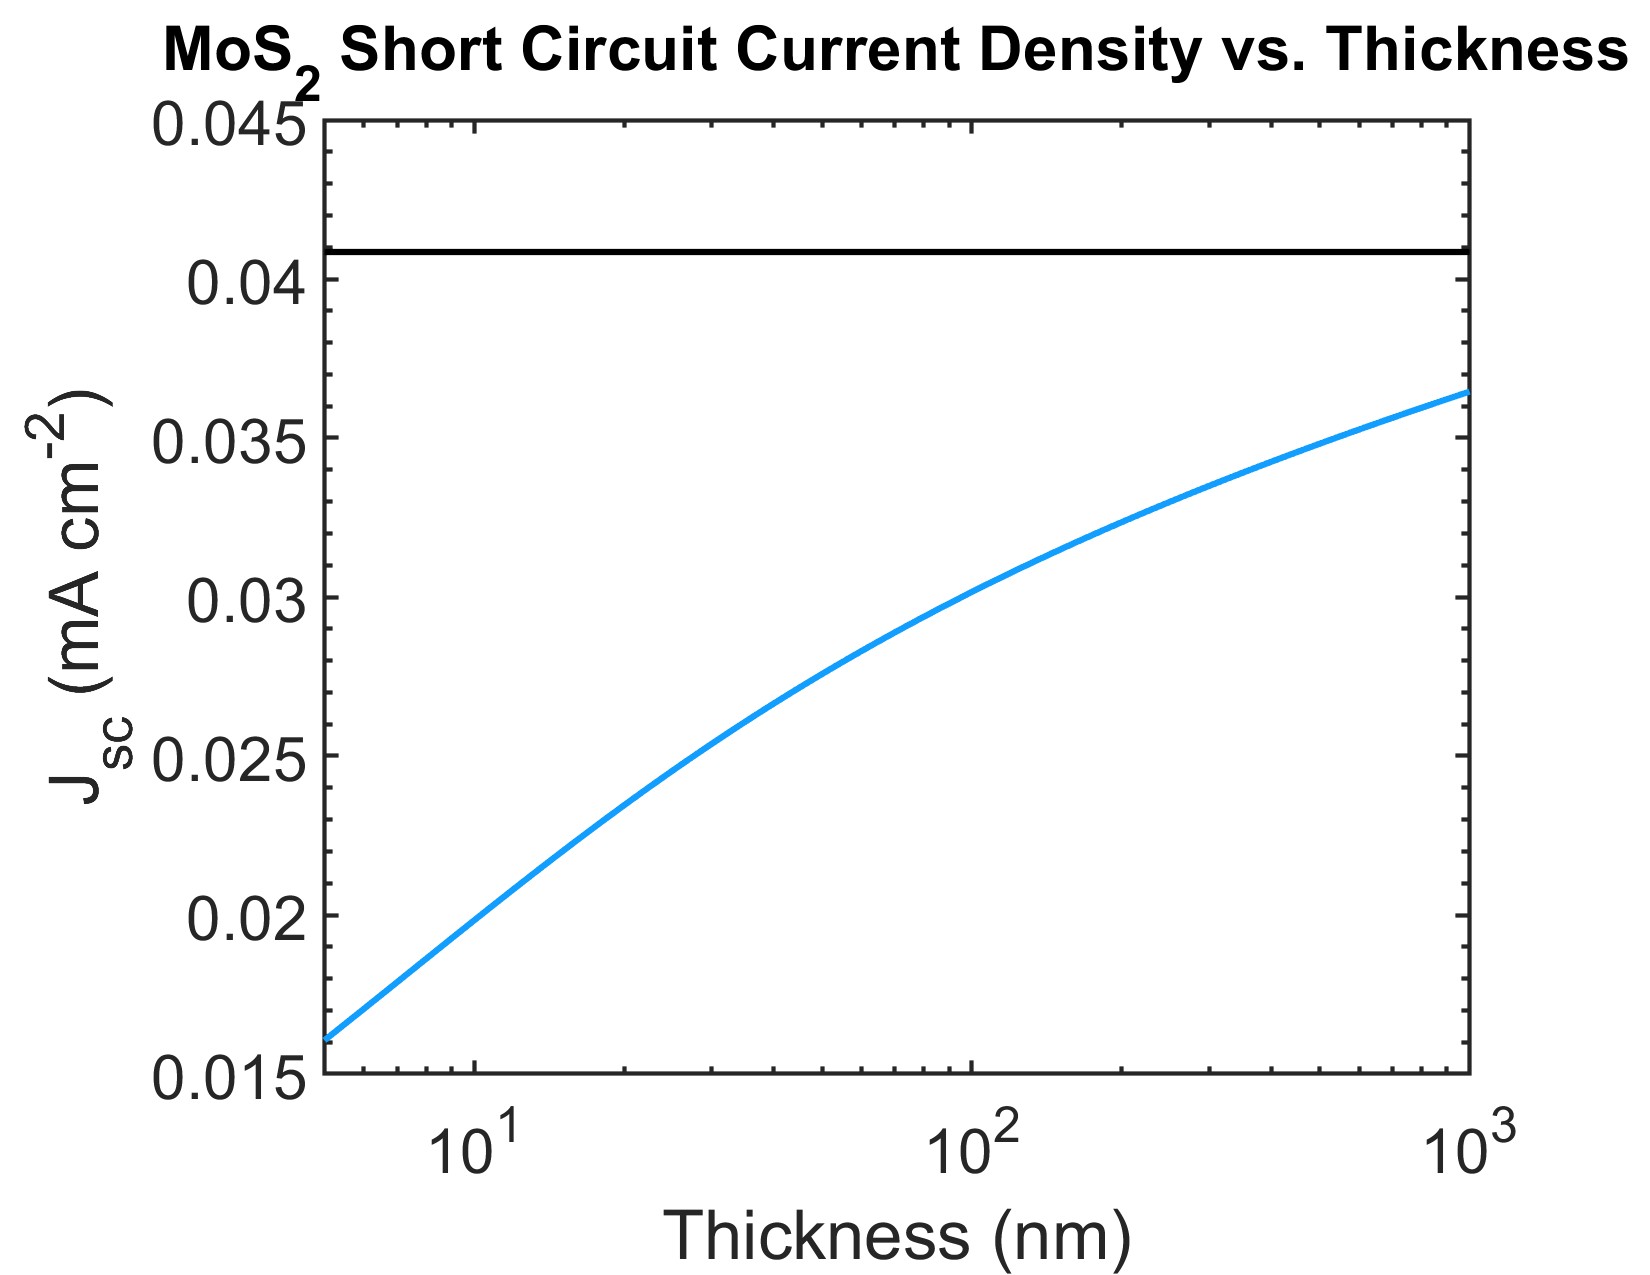 MoS2 Short Circuit Current Density vs. Thickness
0.045
0.04
0.035
0.03
0.025
0.02
0.015
Jsc (mA cm-2)
10^1 10^2 10^3
Thickness (nm)